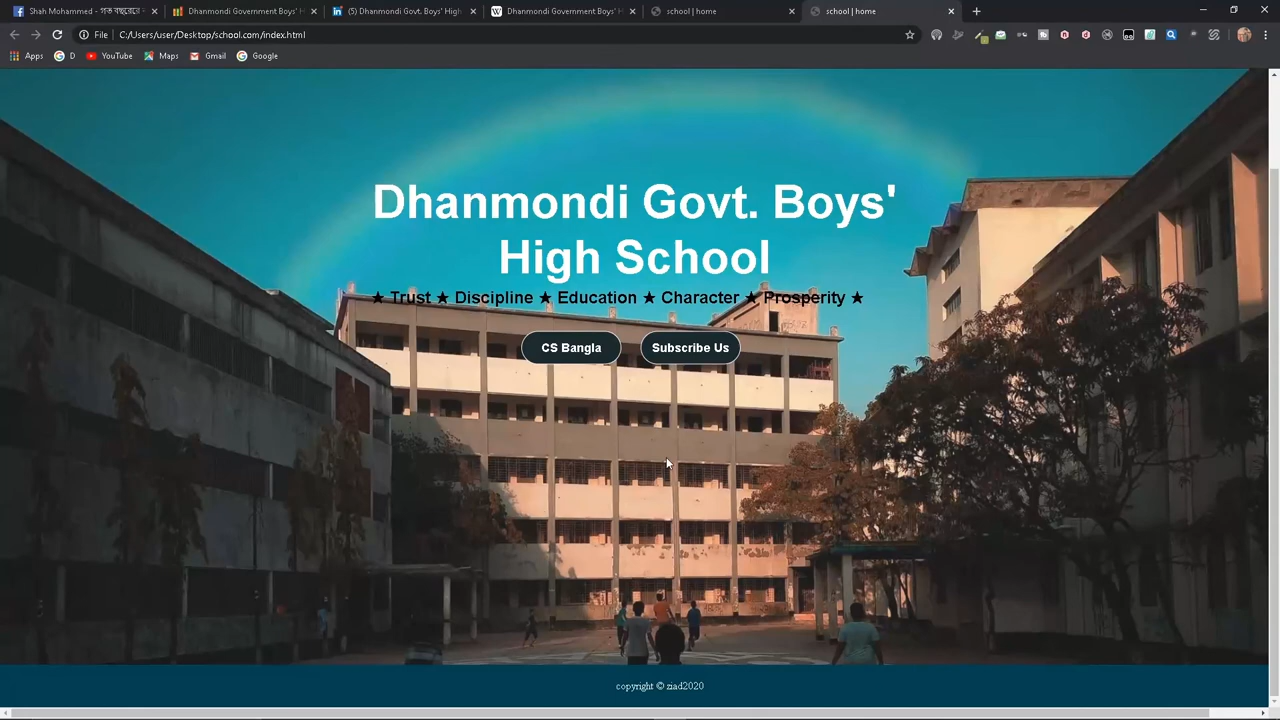 Shah Mohammed - গত বছরেরে
Dhanmondi Government Boys' H
(5) Dhanmondi Govt. Boys' High
Dhanmondi Government Boys' H
school | home
school | home
File | C:/Users/user/Desktop/school.com/index.html
Apps
D
YouTube
Maps
Gmail
Google
Dhanmondi Govt. Boys'
High School
★ Trust ★ Discipline ★ Education ★ Character ★ Prosperity ★
CS Bangla
Subscribe Us
copyright © ziad2020